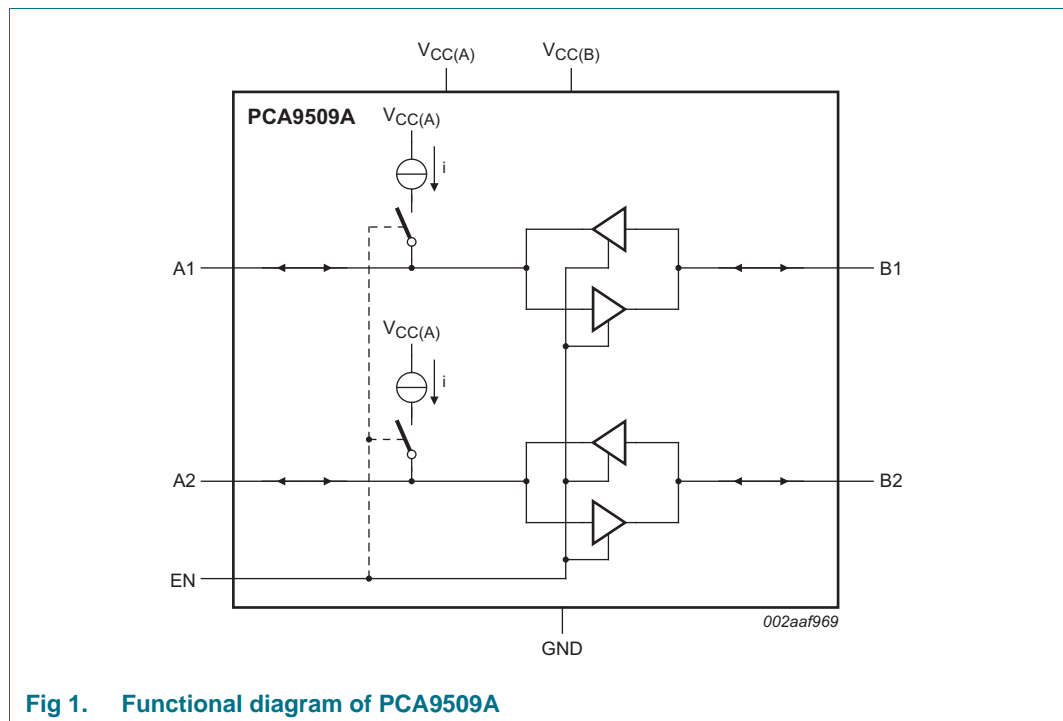 VCC(A)
VCC(B)
PCA9509A
VCC(A)
i
A1
B1
VCC(A)
i
A2
B2
EN
002aaf969
GND
Fig 1. Functional diagram of PCA9509A